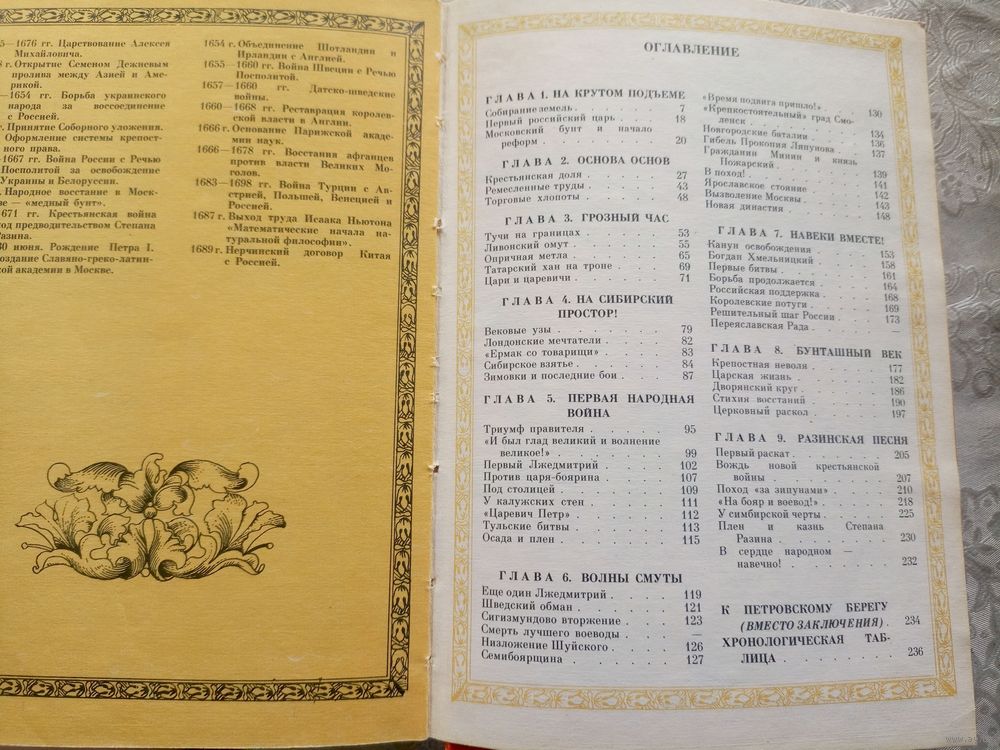 5—1676 гг. Царствование Алексея
Михайловича.
8 г. Открытие Семеном Дежневым
пролива между Азией и Аме-
рикой.
—1654 гг. Борьба украинского
народа за воссоединение
с Россией.
г. Принятие Соборного уложения.
Оформление системы крепост-
ного права.
—1667 гг. Война России с Речью
Посполитой за освобождение
Украины и Белоруссии.
. Народное восстание в Моск-
ве — «медный бунт».
1671 гг. Крестьянская война
под предводительством Степана
Разина.
30 июня. Рождение Петра I.
Создание Славяно-греко-латин-
ской академии в Москве.
1654 г. Объединение Шотландии и
Ирландии с Англией.
1655—1660 гг. Война Швеции с Речью
Посполитой.
1657—1660 гг. Датско-шведские
войны.
1660—1668 гг. Реставрация королев-
ской власти в Англии.
1666 г. Основание Парижской акаде-
мии наук.
1666—1678 гг. Восстания афганцев
против власти Великих Мо-
голов.
1683—1698 гг. Война Турции с Ав-
стрией, Польшей, Венецией и
Россией.
1687 г. Выход труда Исаака Ньютона
«Математические начала на-
туральной философии».
1689 г. Нерчинский договор Китая
с Россией.
ОГЛАВЛЕНИЕ
ГЛАВА 1. НА КРУТОМ ПОДЪЕМЕ
Собирание земель . . . . . 7
Первый российский царь . . . 18
Московский бунт и начало
реформ . . . . . . . 20
ГЛАВА 2. ОСНОВА ОСНОВ
Крестьянская доля . . . . . 27
Ремесленные труды . . . . . 43
Торговые хлопоты . . . . . 48
ГЛАВА 3. ГРОЗНЫЙ ЧАС
Тучи на границах . . . . . 53
Ливонский омут . . . . . . 55
Опричная метла . . . . . . 65
Татарский хан на троне . . . . 69
Цари и царевичи . . . . . . 71
ГЛАВА 4. НА СИБИРСКИЙ
ПРОСТОР!
Вековые узы . . . . . . . 79
Лондонские мечтатели . . . . 82
«Ермак со товарищи» . . . . 83
Сибирское взятье . . . . . . 84
Зимовки и последние бои . . . 87
ГЛАВА 5. ПЕРВАЯ НАРОДНАЯ
ВОЙНА
Триумф правителя . . . . . 95
«И был глад великий и волнение
великое!» . . . . . . . 99
Первый Лжедмитрий . . . . 102
Против царя-боярина . . . . 107
Под столицей . . . . . . . 109
У калужских стен . . . . . 111
«Царевич Петр» . . . . . . 112
Тульские битвы . . . . . . 113
Осада и плен . . . . . . . 115
ГЛАВА 6. ВОЛНЫ СМУТЫ
Еще один Лжедмитрий . . . . 119
Шведский обман . . . . . . 121
Сигизмундово вторжение . . . 123
Смерть лучшего воеводы . . . —
Низложение Шуйского . . . . 126
Семибоярщина . . . . . . 127
«Время подвига пришло!» . . . 130
«Крепкостоятельный» град Смо-
ленск . . . . . . . . 134
Новгородские баталии . . . . 136
Гибель Прокопия Ляпунова . . 137
Гражданин Минин и князь
Пожарский . . . . . . 139
В поход! . . . . . . . . 141
Ярославское стояние . . . . . 142
Вызволение Москвы . . . . . 143
Новая династия . . . . . . 148
ГЛАВА 7. НАВЕКИ ВМЕСТЕ!
Канун освобождения . . . . . 153
Богдан Хмельницкий . . . . . 158
Первые битвы . . . . . . . 161
Борьба продолжается . . . . . 164
Российская поддержка . . . . 168
Королевские потуги . . . . . 169
Решительный шаг России . . . 173
Переяславская Рада . . . . . —
ГЛАВА 8. БУНТАШНЫЙ ВЕК
Крепостная неволя . . . . . 177
Царская жизнь . . . . . . 182
Дворянский круг . . . . . . 186
Стихия восстаний . . . . . 190
Церковный раскол . . . . . 197
ГЛАВА 9. РАЗИНСКАЯ ПЕСНЯ
Первый раскат . . . . . . 205
Вождь новой крестьянской
войны . . . . . . . . 207
Поход «за зипунами» . . . . 210
«На бояр и воевод!» . . . . . 218
У симбирской черты . . . . . 225
Плен и казнь Степана
Разина . . . . . . . . 230
В сердце народном —
навечно! . . . . . . . 232
К ПЕТРОВСКОМУ БЕРЕГУ
(ВМЕСТО ЗАКЛЮЧЕНИЯ) . 234
ХРОНОЛОГИЧЕСКАЯ ТАБ-
ЛИЦА . . . . . . . . 236